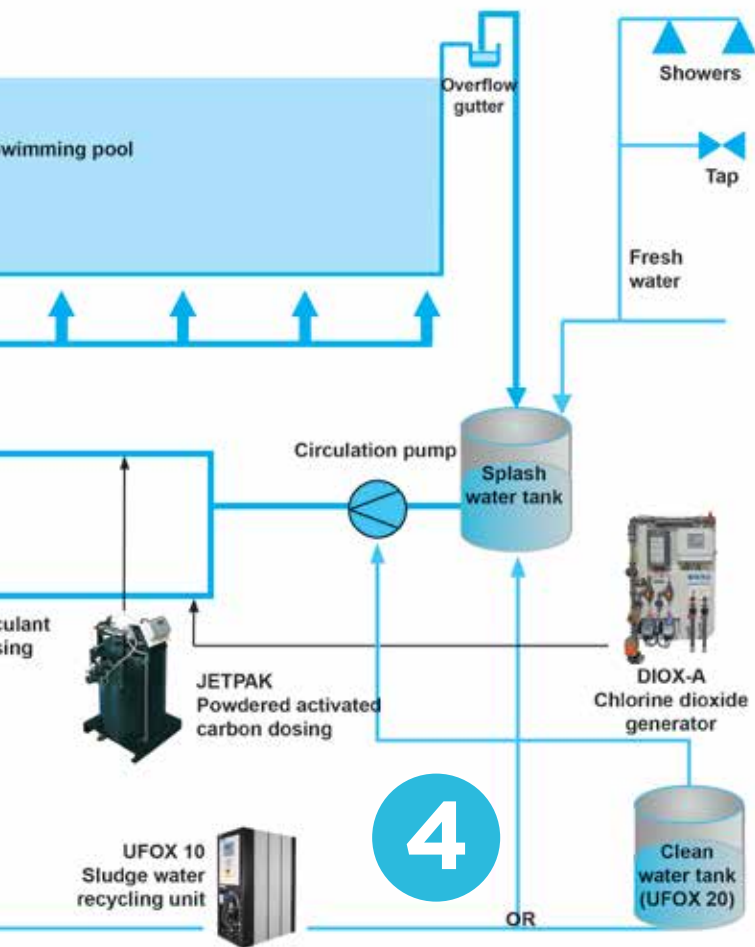 Overflow
gutter
Showers
wimming pool
Tap
Fresh
water
Circulation pump
Splash
water tank
culant
sing
JETPAK
Powdered activated
carbon dosing
DIOX-A
Chlorine dioxide
generator
4
UFOX 10
Sludge water
recycling unit
Clean
water tank
(UFOX 20)
OR